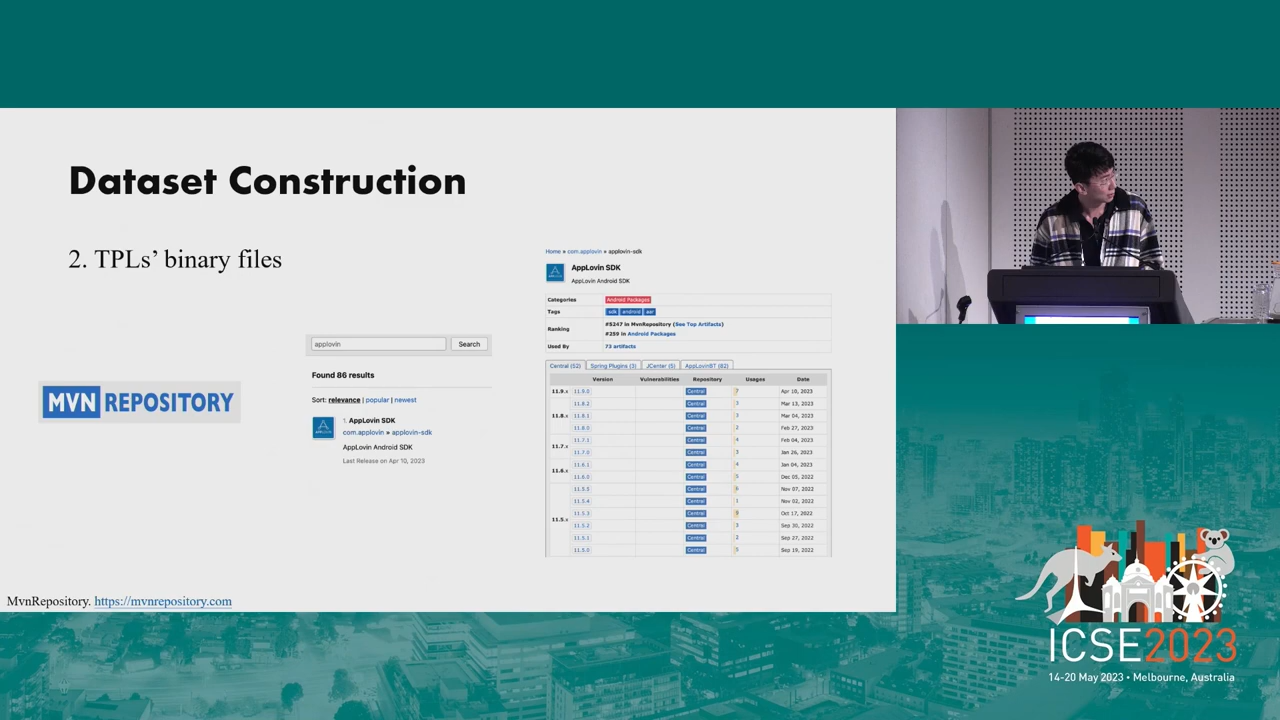 Dataset Construction
2. TPLs' binary files
MVN REPOSITORY
applovin Search
Found 86 results
Sort: relevance | popular | newest
1. AppLovin SDK
com.applovin » applovin-sdk
AppLovin Android SDK
Last Release on Apr 10, 2023
Home » com.applovin » applovin-sdk
AppLovin SDK
AppLovin Android SDK
Categories Android Packages
Tags sdk android aar
Ranking #5247 in MvnRepository (See Top Artifacts)
#259 in Android Packages
Used By 73 artifacts
Central (52) Spring Plugins (3) JCenter (5) AppLovinBT (82)
Version Vulnerabilities Repository Usages Date
11.9.x 11.9.0 Central 7 Apr 10, 2023
11.8.x 11.8.2 Central 3 Mar 13, 2023
11.8.1 Central 3 Mar 04, 2023
11.8.0 Central 2 Feb 27, 2023
11.7.x 11.7.1 Central 4 Feb 04, 2023
11.7.0 Central 3 Jan 26, 2023
11.6.x 11.6.1 Central 4 Jan 04, 2023
11.6.0 Central 5 Dec 05, 2022
11.5.x 11.5.5 Central 6 Nov 07, 2022
11.5.4 Central 1 Nov 02, 2022
11.5.3 Central 8 Oct 17, 2022
11.5.2 Central 3 Sep 30, 2022
11.5.1 Central 2 Sep 27, 2022
11.5.0 Central 5 Sep 19, 2022
MvnRepository. https://mvnrepository.com
ICSE2023
14-20 May 2023 • Melbourne, Australia